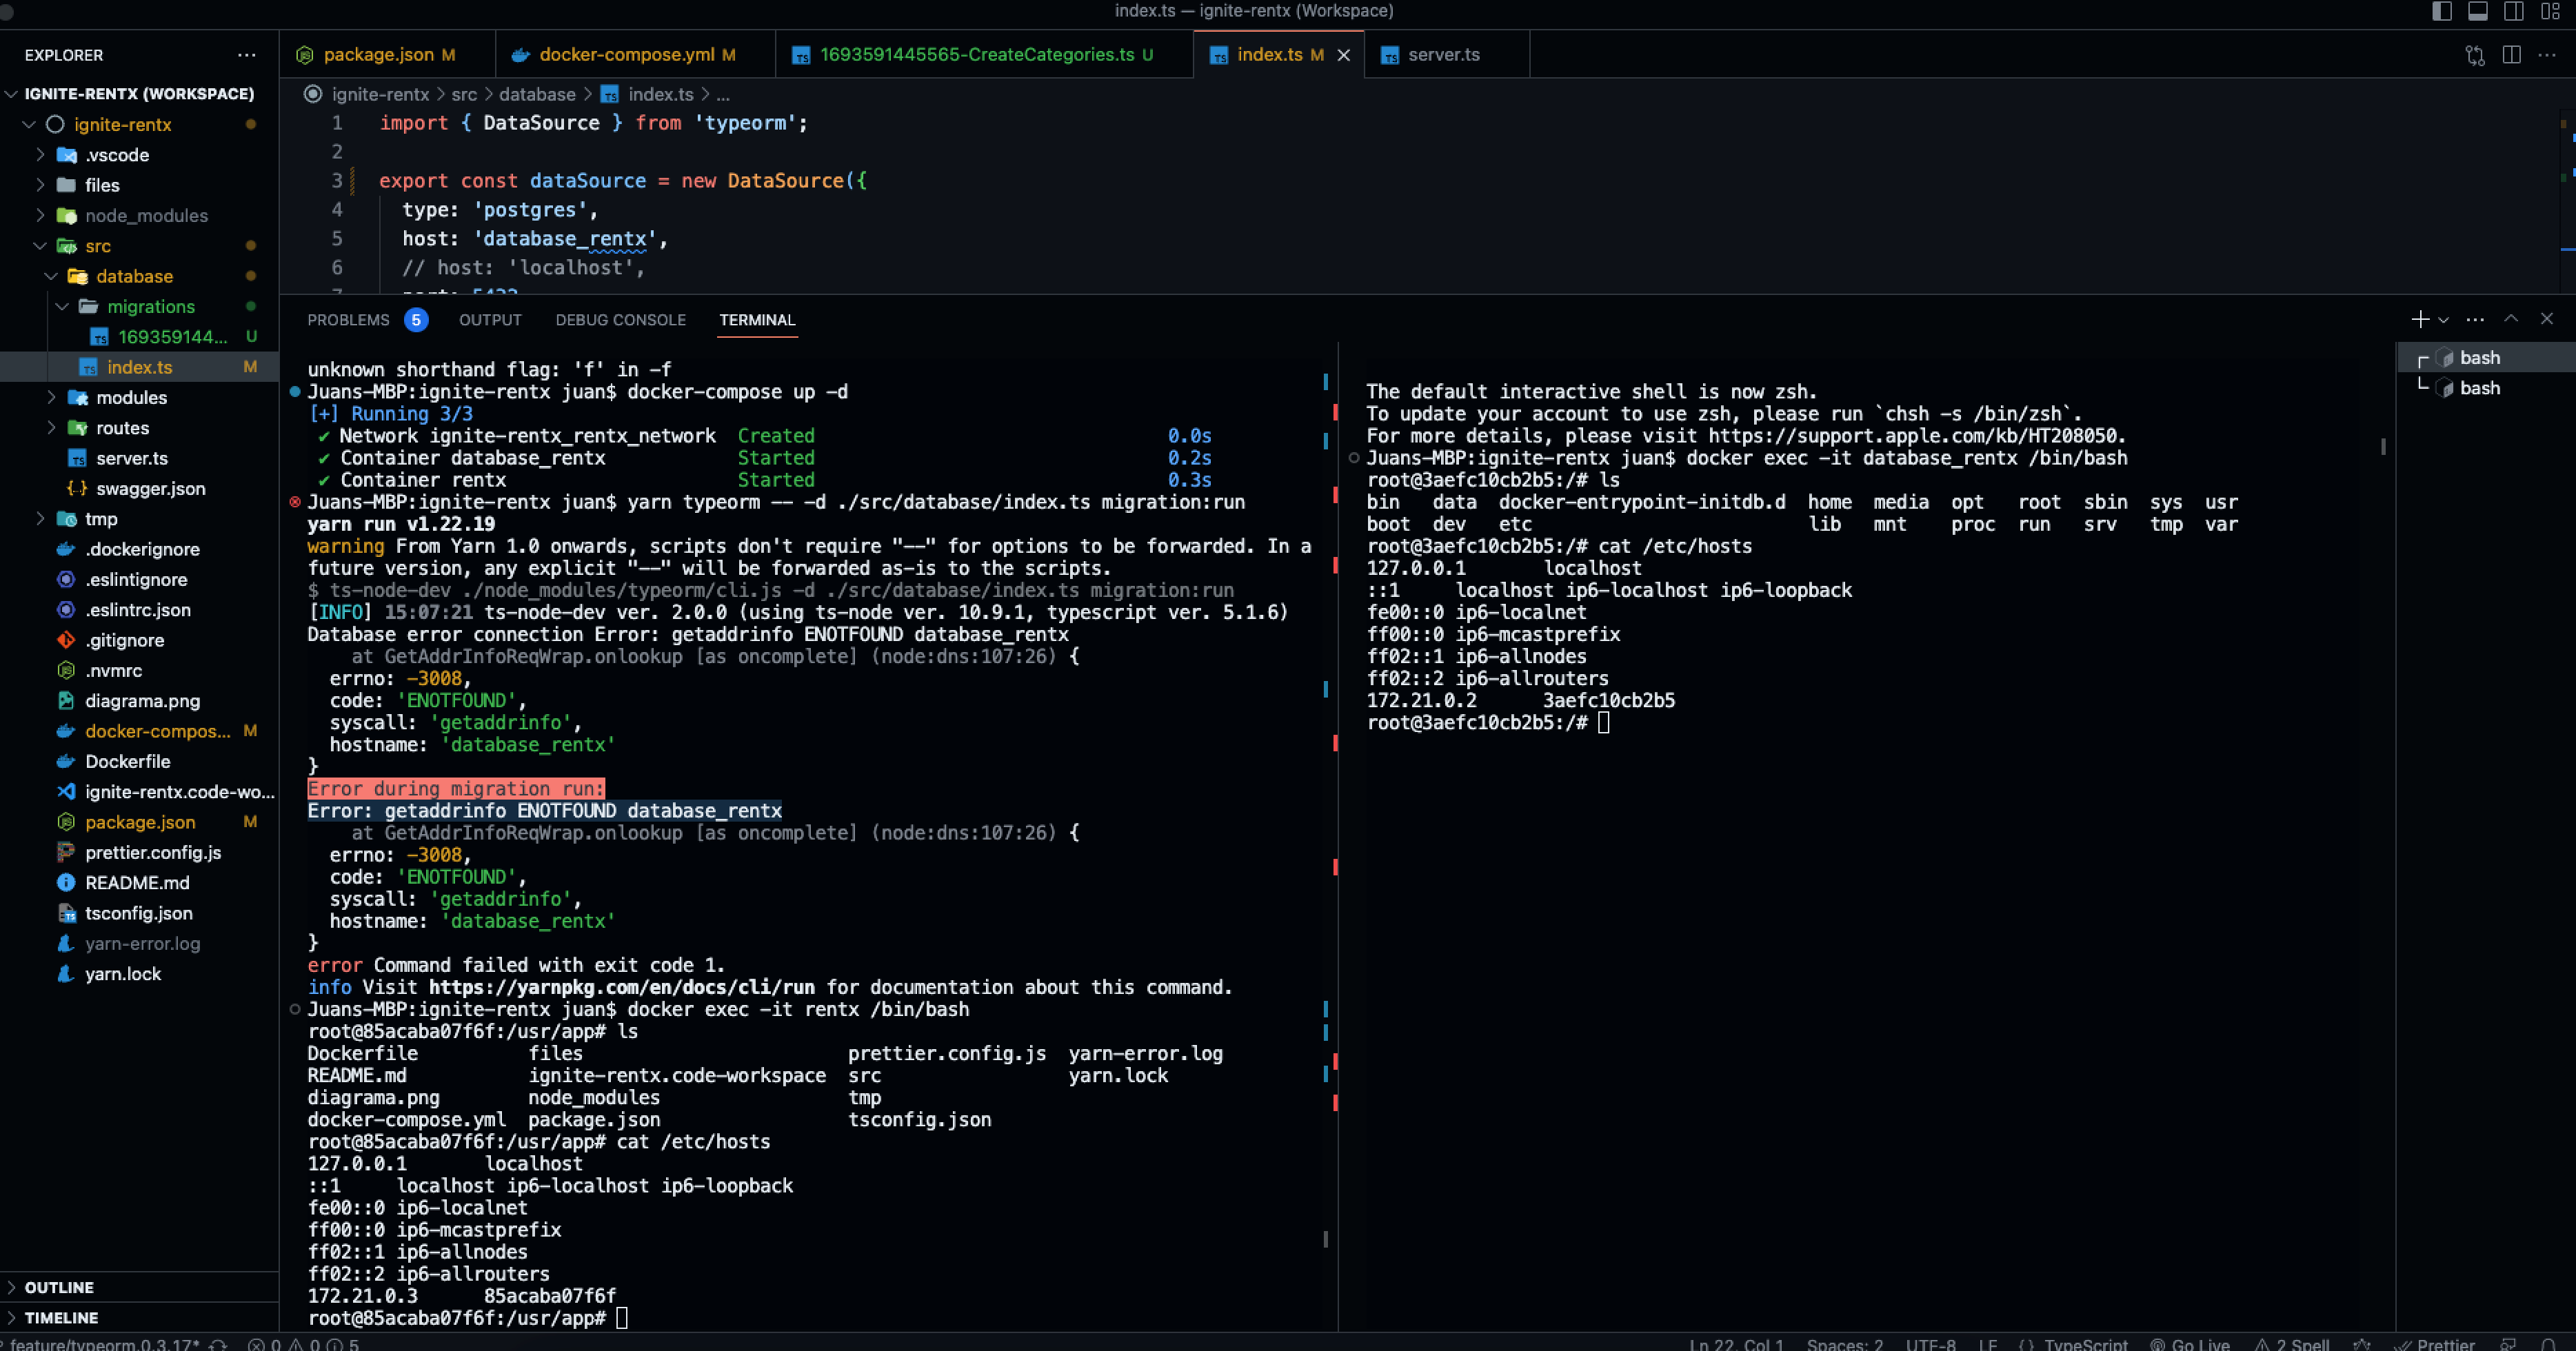 index.ts — ignite-rentx (Workspace)
EXPLORER
IGNITE-RENTX (WORKSPACE)
ignite-rentx
.vscode
files
node_modules
src
database
migrations
169359144... U
index.ts M
modules
routes
server.ts
swagger.json
tmp
.dockerignore
.eslintignore
.eslintrc.json
.gitignore
.nvmrc
diagrama.png
docker-compos... M
Dockerfile
ignite-rentx.code-wo...
package.json M
prettier.config.js
README.md
tsconfig.json
yarn-error.log
yarn.lock
OUTLINE
TIMELINE
package.json M
docker-compose.yml M
1693591445565-CreateCategories.ts U
index.ts M
server.ts
ignite-rentx > src > database > index.ts > ...
1 import { DataSource } from 'typeorm';
2
3 export const dataSource = new DataSource({
4 type: 'postgres',
5 host: 'database_rentx',
6 // host: 'localhost',
PROBLEMS 5 OUTPUT DEBUG CONSOLE TERMINAL
unknown shorthand flag: 'f' in -f
Juans-MBP:ignite-rentx juan$ docker-compose up -d
[+] Running 3/3
✔ Network ignite-rentx_rentx_network Created 0.0s
✔ Container database_rentx Started 0.2s
✔ Container rentx Started 0.3s
Juans-MBP:ignite-rentx juan$ yarn typeorm -- -d ./src/database/index.ts migration:run
yarn run v1.22.19
warning From Yarn 1.0 onwards, scripts don't require "--" for options to be forwarded. In a
future version, any explicit "--" will be forwarded as-is to the scripts.
$ ts-node-dev ./node_modules/typeorm/cli.js -d ./src/database/index.ts migration:run
[INFO] 15:07:21 ts-node-dev ver. 2.0.0 (using ts-node ver. 10.9.1, typescript ver. 5.1.6)
Database error connection Error: getaddrinfo ENOTFOUND database_rentx
at GetAddrInfoReqWrap.onlookup [as oncomplete] (node:dns:107:26) {
errno: -3008,
code: 'ENOTFOUND',
syscall: 'getaddrinfo',
hostname: 'database_rentx'
}
Error during migration run:
Error: getaddrinfo ENOTFOUND database_rentx
at GetAddrInfoReqWrap.onlookup [as oncomplete] (node:dns:107:26) {
errno: -3008,
code: 'ENOTFOUND',
syscall: 'getaddrinfo',
hostname: 'database_rentx'
}
error Command failed with exit code 1.
info Visit https://yarnpkg.com/en/docs/cli/run for documentation about this command.
Juans-MBP:ignite-rentx juan$ docker exec -it rentx /bin/bash
root@85acaba07f6f:/usr/app# ls
Dockerfile files prettier.config.js yarn-error.log
README.md ignite-rentx.code-workspace src yarn.lock
diagrama.png node_modules tmp
docker-compose.yml package.json tsconfig.json
root@85acaba07f6f:/usr/app# cat /etc/hosts
127.0.0.1 localhost
::1 localhost ip6-localhost ip6-loopback
fe00::0 ip6-localnet
ff00::0 ip6-mcastprefix
ff02::1 ip6-allnodes
ff02::2 ip6-allrouters
172.21.0.3 85acaba07f6f
root@85acaba07f6f:/usr/app#
The default interactive shell is now zsh.
To update your account to use zsh, please run `chsh -s /bin/zsh`.
For more details, please visit https://support.apple.com/kb/HT208050.
Juans-MBP:ignite-rentx juan$ docker exec -it database_rentx /bin/bash
root@3aefc10cb2b5:/# ls
bin data docker-entrypoint-initdb.d home media opt root sbin sys usr
boot dev etc lib mnt proc run srv tmp var
root@3aefc10cb2b5:/# cat /etc/hosts
127.0.0.1 localhost
::1 localhost ip6-localhost ip6-loopback
fe00::0 ip6-localnet
ff00::0 ip6-mcastprefix
ff02::1 ip6-allnodes
ff02::2 ip6-allrouters
172.21.0.2 3aefc10cb2b5
root@3aefc10cb2b5:/#
bash
bash
feature/typeorm.0.3.17* 0 0 5
Ln 22, Col 1 Spaces: 2 UTF-8 LF {} TypeScript Go Live 2 Spell Prettier